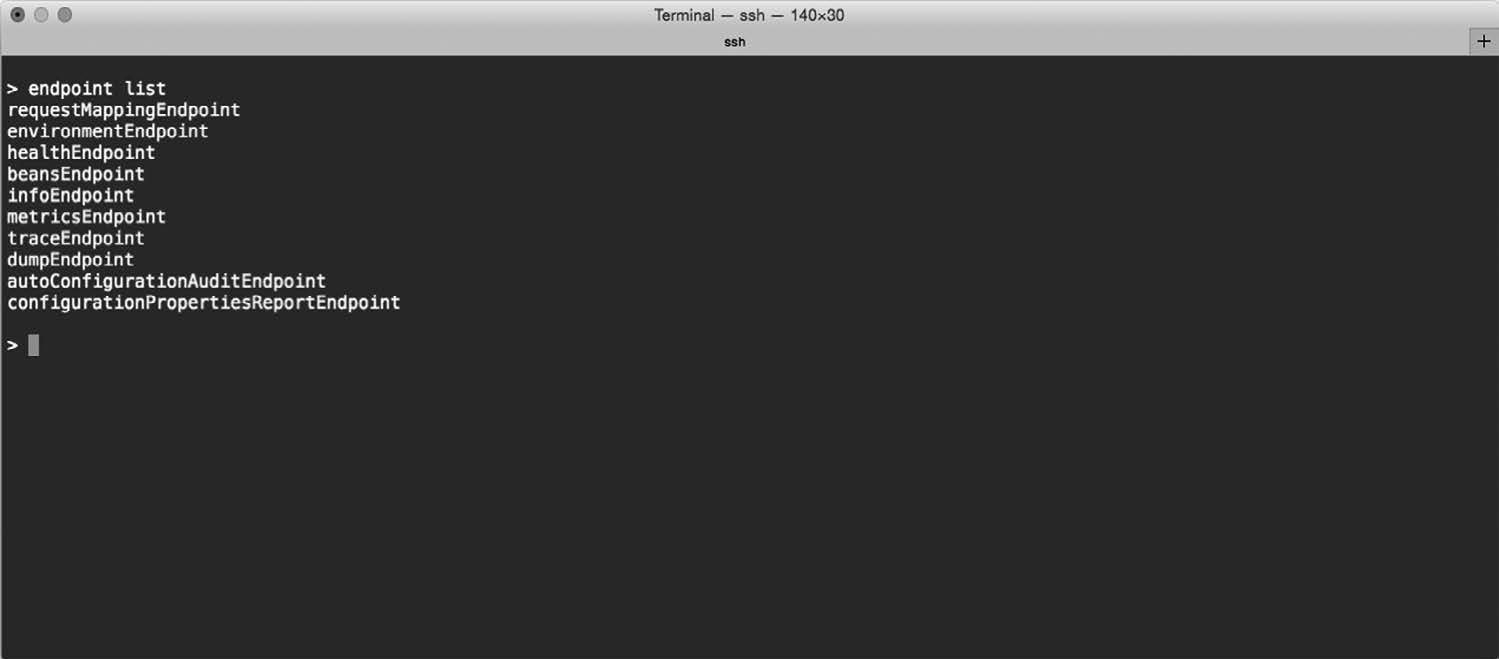 Terminal — ssh — 140×30
ssh
+
> endpoint list
requestMappingEndpoint
environmentEndpoint
healthEndpoint
beansEndpoint
infoEndpoint
metricsEndpoint
traceEndpoint
dumpEndpoint
autoConfigurationAuditEndpoint
configurationPropertiesReportEndpoint
>